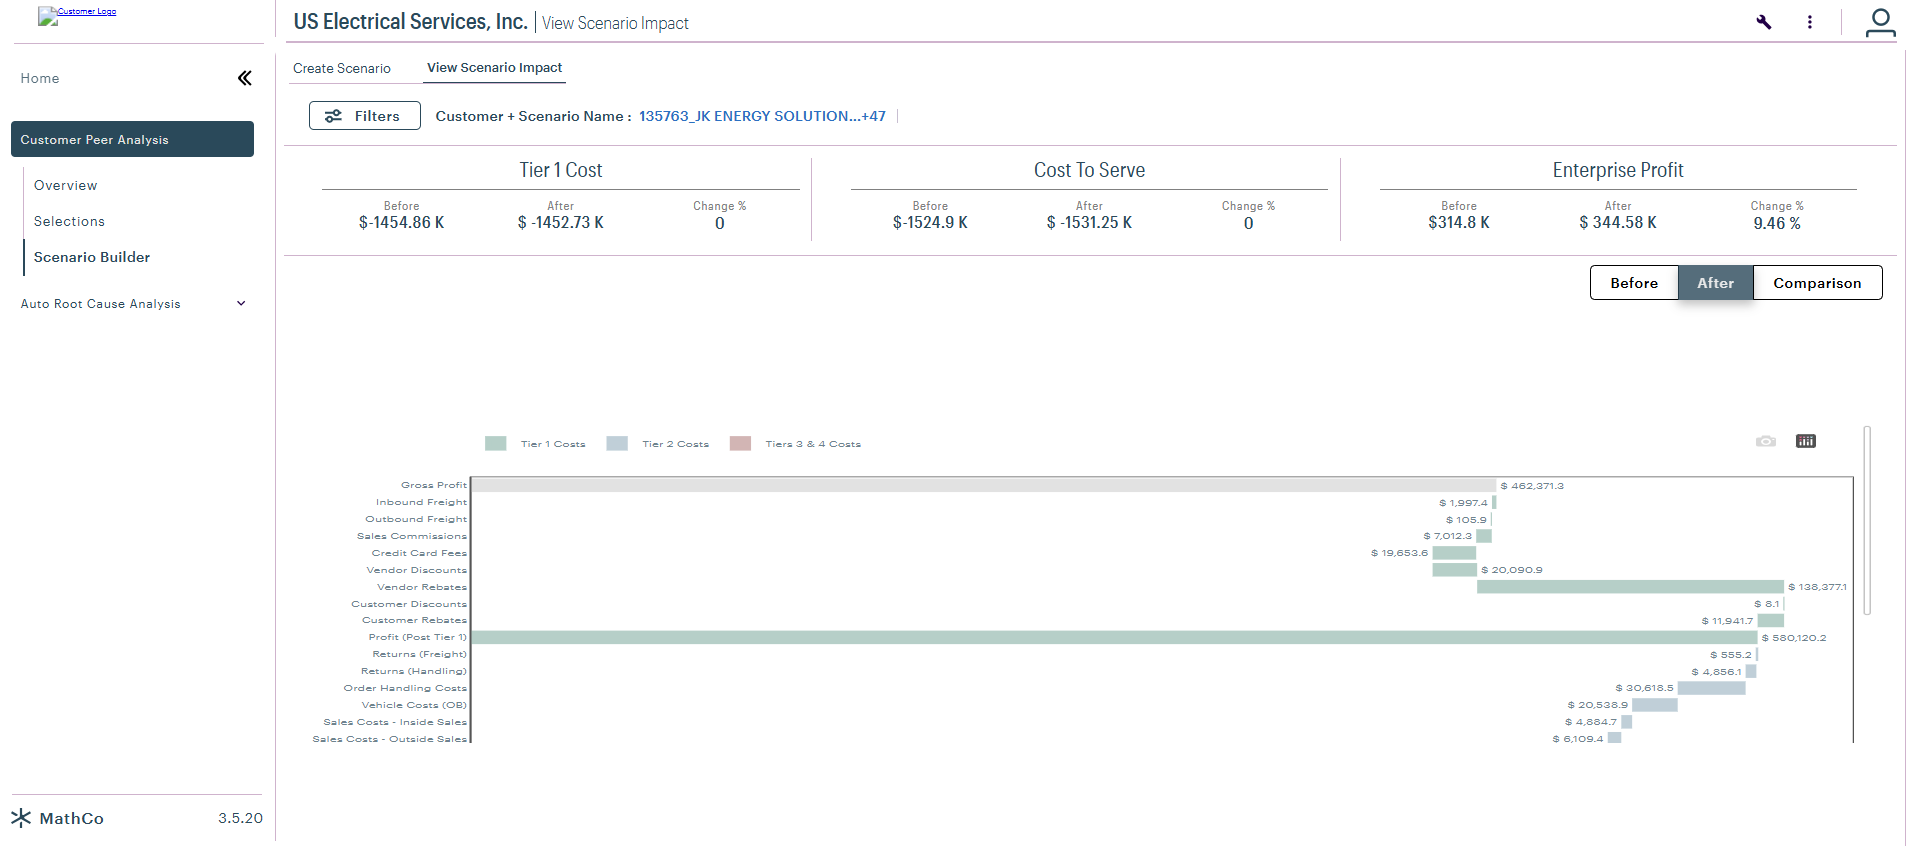 Customer Logo
US Electrical Services, Inc. View Scenario Impact
Home
Create Scenario View Scenario Impact
Filters Customer + Scenario Name : 135763_JK ENERGY SOLUTION...+47
Customer Peer Analysis
Overview
Selections
Scenario Builder
Auto Root Cause Analysis
Tier 1 Cost
Before After Change %
$-1454.86 K $ -1452.73 K 0
Cost To Serve
Before After Change %
$-1524.9 K $ -1531.25 K 0
Enterprise Profit
Before After Change %
$314.8 K $ 344.58 K 9.46 %
Before After Comparison
Tier 1 Costs Tier 2 Costs Tiers 3 & 4 Costs
Gross Profit $ 462,371.3
Inbound Freight $ 1,997.4
Outbound Freight $ 105.9
Sales Commissions $ 7,012.3
Credit Card Fees $ 19,653.6
Vendor Discounts $ 20,090.9
Vendor Rebates $ 138,377.1
Customer Discounts $ 8.1
Customer Rebates $ 11,941.7
Profit (Post Tier 1) $ 580,120.2
Returns (Freight) $ 555.2
Returns (Handling) $ 4,856.1
Order Handling Costs $ 30,618.5
Vehicle Costs (OB) $ 20,538.9
Sales Costs - Inside Sales $ 4,884.7
Sales Costs - Outside Sales $ 6,109.4
MathCo 3.5.20